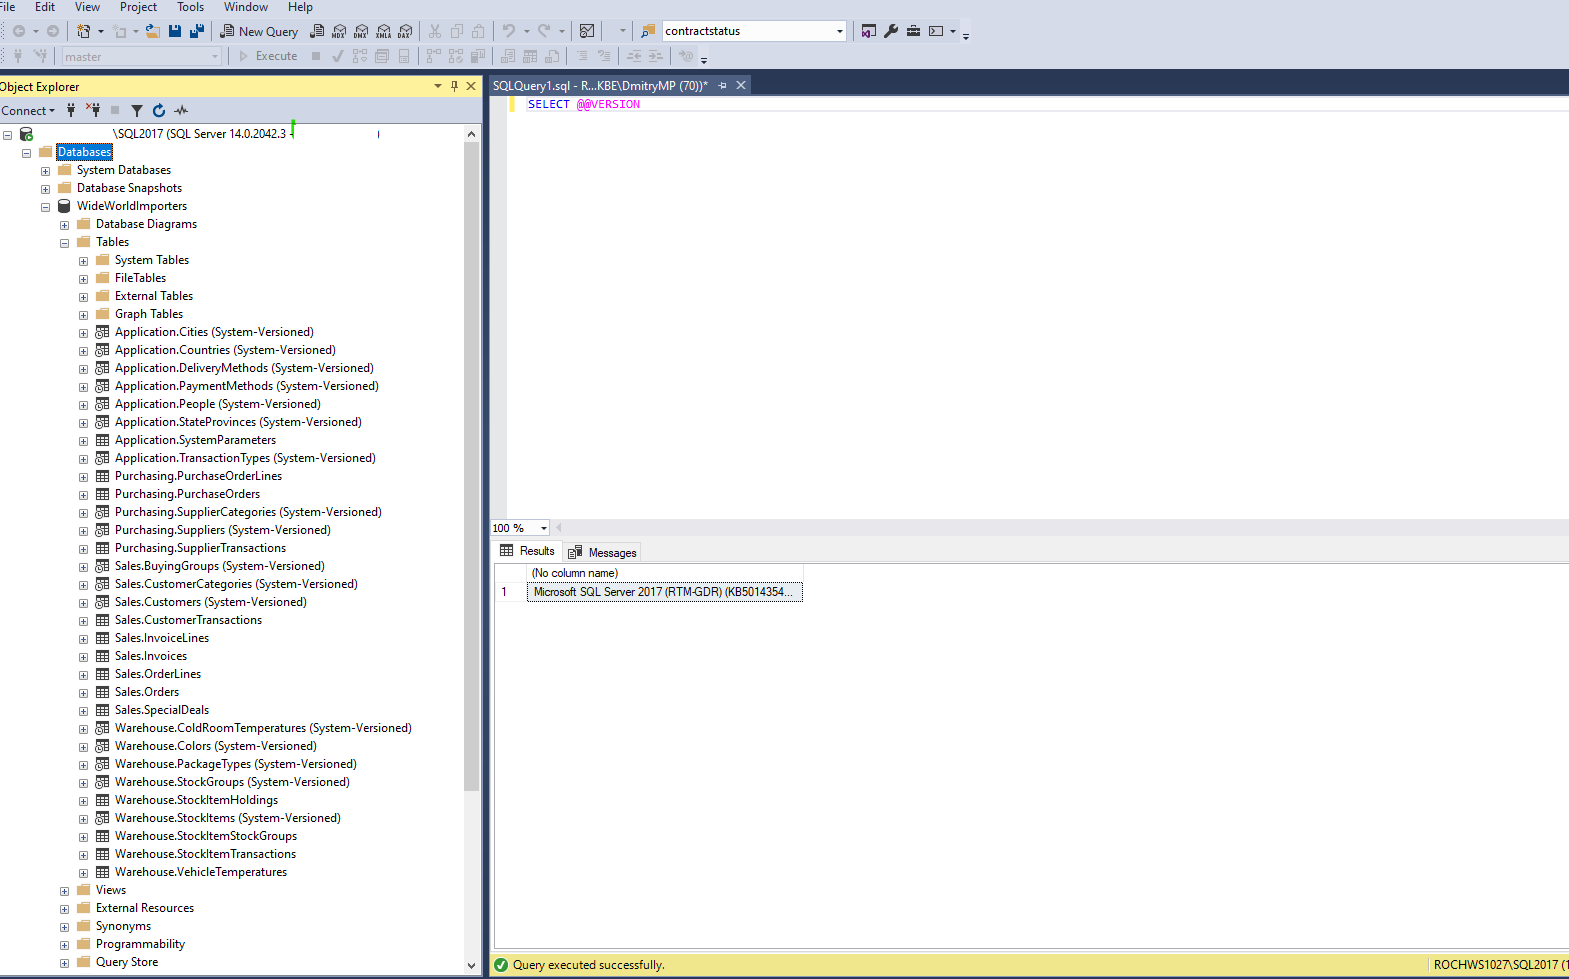 File Edit View Project Tools Window Help
New Query MDX DMX XMLA DAX contractstatus
master Execute
Object Explorer
Connect
\SQL2017 (SQL Server 14.0.2042.3 - )
Databases
System Databases
Database Snapshots
WideWorldImporters
Database Diagrams
Tables
System Tables
FileTables
External Tables
Graph Tables
Application.Cities (System-Versioned)
Application.Countries (System-Versioned)
Application.DeliveryMethods (System-Versioned)
Application.PaymentMethods (System-Versioned)
Application.People (System-Versioned)
Application.StateProvinces (System-Versioned)
Application.SystemParameters
Application.TransactionTypes (System-Versioned)
Purchasing.PurchaseOrderLines
Purchasing.PurchaseOrders
Purchasing.SupplierCategories (System-Versioned)
Purchasing.Suppliers (System-Versioned)
Purchasing.SupplierTransactions
Sales.BuyingGroups (System-Versioned)
Sales.CustomerCategories (System-Versioned)
Sales.Customers (System-Versioned)
Sales.CustomerTransactions
Sales.InvoiceLines
Sales.Invoices
Sales.OrderLines
Sales.Orders
Sales.SpecialDeals
Warehouse.ColdRoomTemperatures (System-Versioned)
Warehouse.Colors (System-Versioned)
Warehouse.PackageTypes (System-Versioned)
Warehouse.StockGroups (System-Versioned)
Warehouse.StockItemHoldings
Warehouse.StockItems (System-Versioned)
Warehouse.StockItemStockGroups
Warehouse.StockItemTransactions
Warehouse.VehicleTemperatures
Views
External Resources
Synonyms
Programmability
Query Store
SQLQuery1.sql - R...KBE\DmitryMP (70))*
SELECT @@VERSION
100 %
Results Messages
(No column name)
1 Microsoft SQL Server 2017 (RTM-GDR) (KB5014354...
Query executed successfully. ROCHWS1027\SQL2017 (1